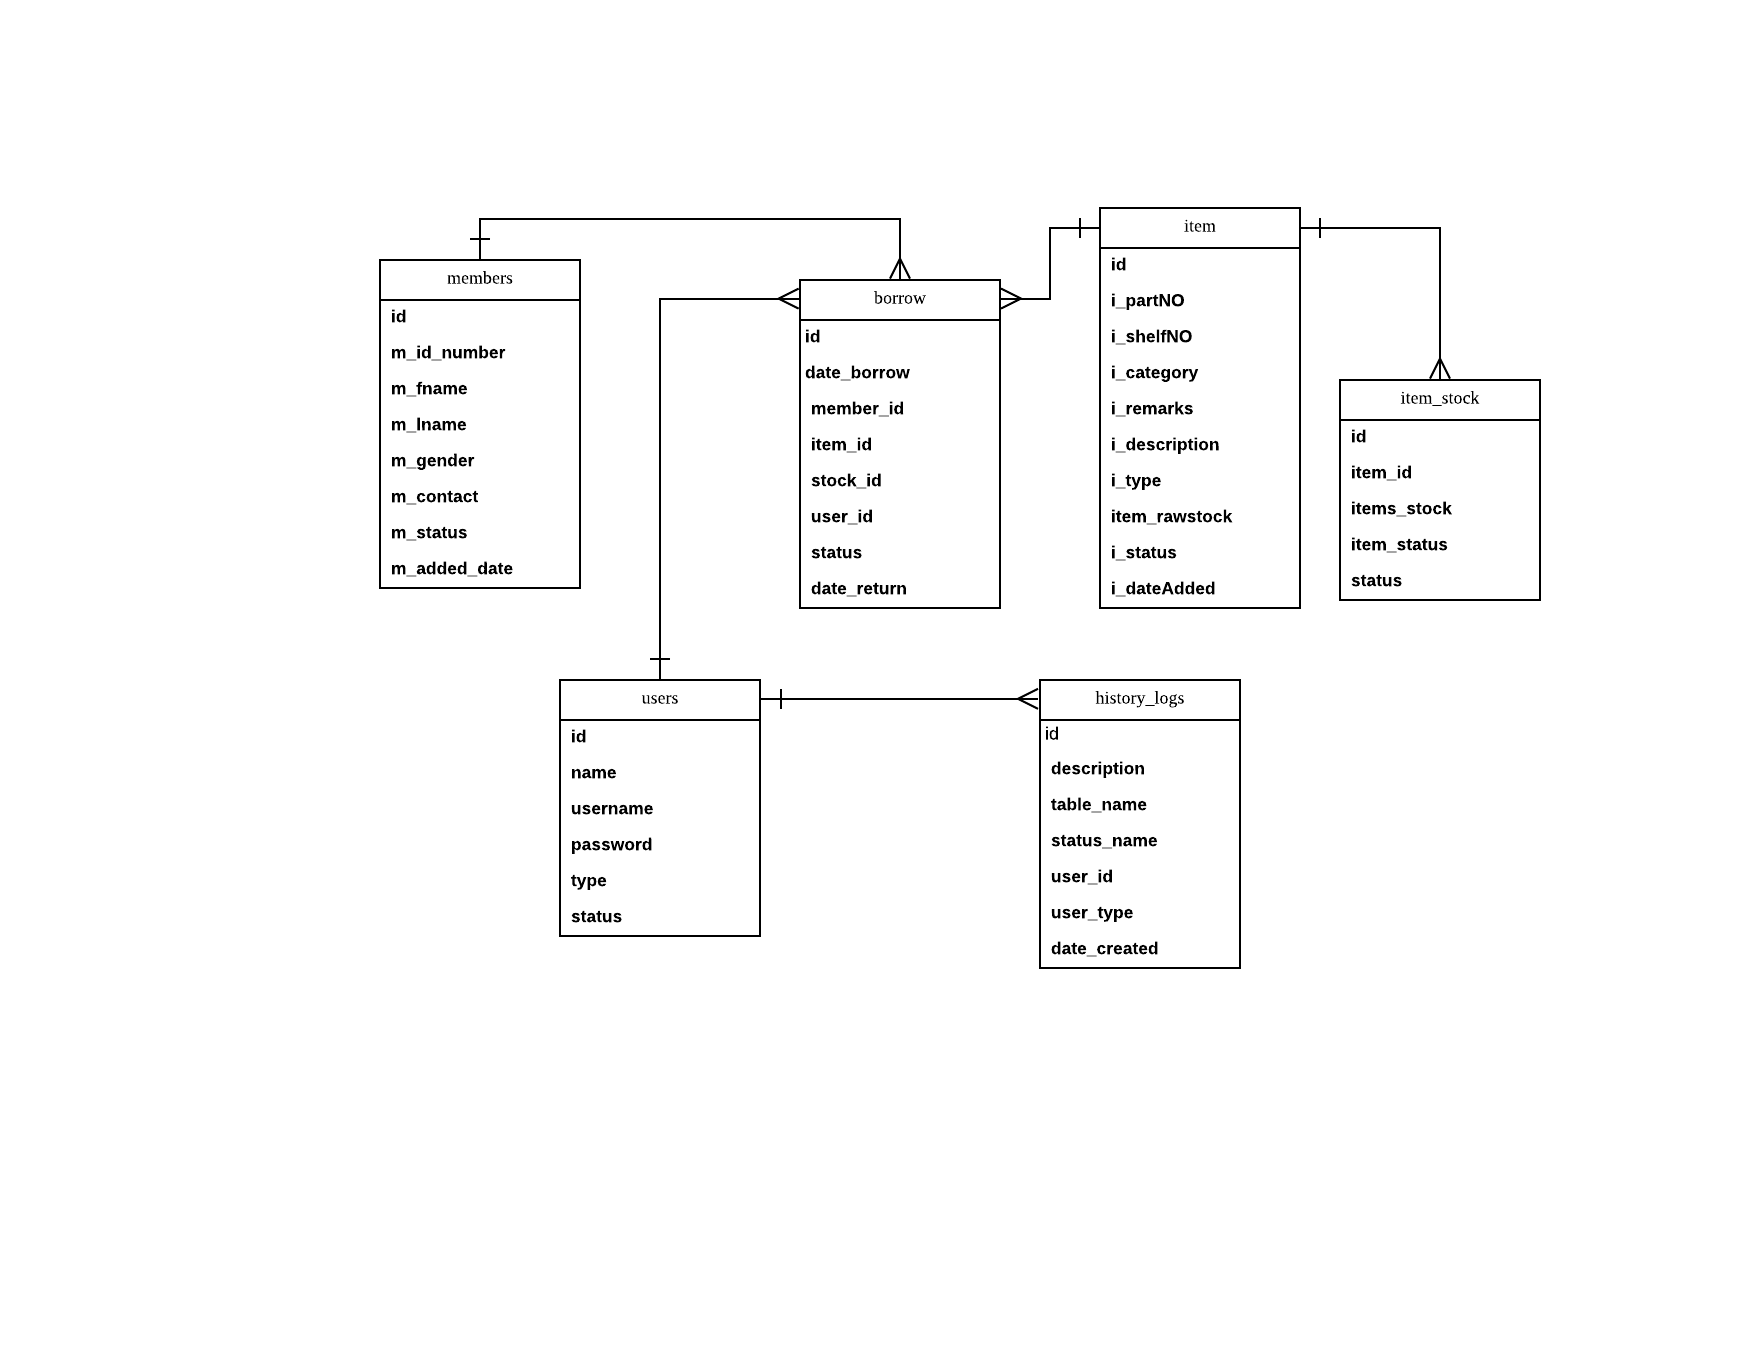 members
id
m_id_number
m_fname
m_lname
m_gender
m_contact
m_status
m_added_date
borrow
id
date_borrow
member_id
item_id
stock_id
user_id
status
date_return
item
id
i_partNO
i_shelfNO
i_category
i_remarks
i_description
i_type
item_rawstock
i_status
i_dateAdded
item_stock
id
item_id
items_stock
item_status
status
users
id
name
username
password
type
status
history_logs
id
description
table_name
status_name
user_id
user_type
date_created